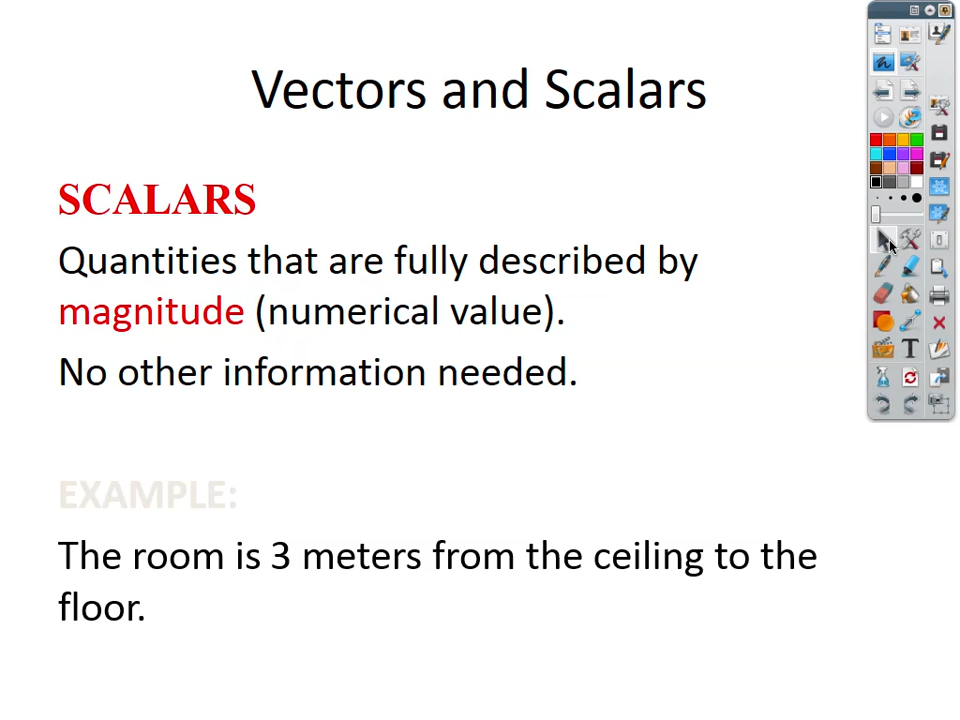 Vectors and Scalars
SCALARS
Quantities that are fully described by
magnitude (numerical value).
No other information needed.
EXAMPLE:
The room is 3 meters from the ceiling to the
floor.